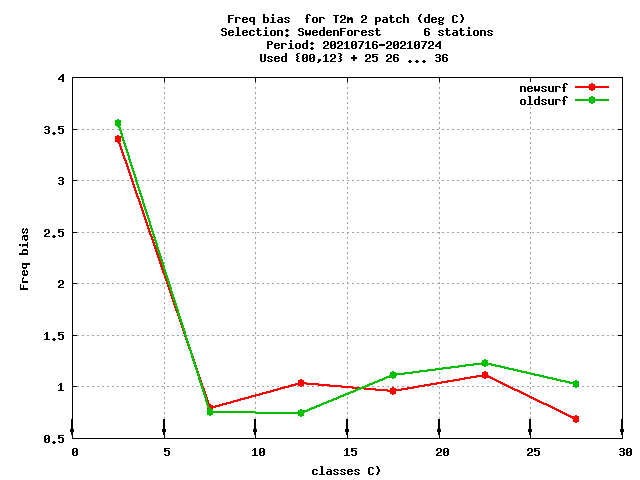 Freq bias  for T2m 2 patch (deg C)
Selection: SwedenForest      6 stations
Period: 20210716-20210724
Used {00,12} + 25 26 ... 36
newsurf
oldsurf
Freq bias
4
3.5
3
2.5
2
1.5
1
0.5
0 5 10 15 20 25 30
classes C)